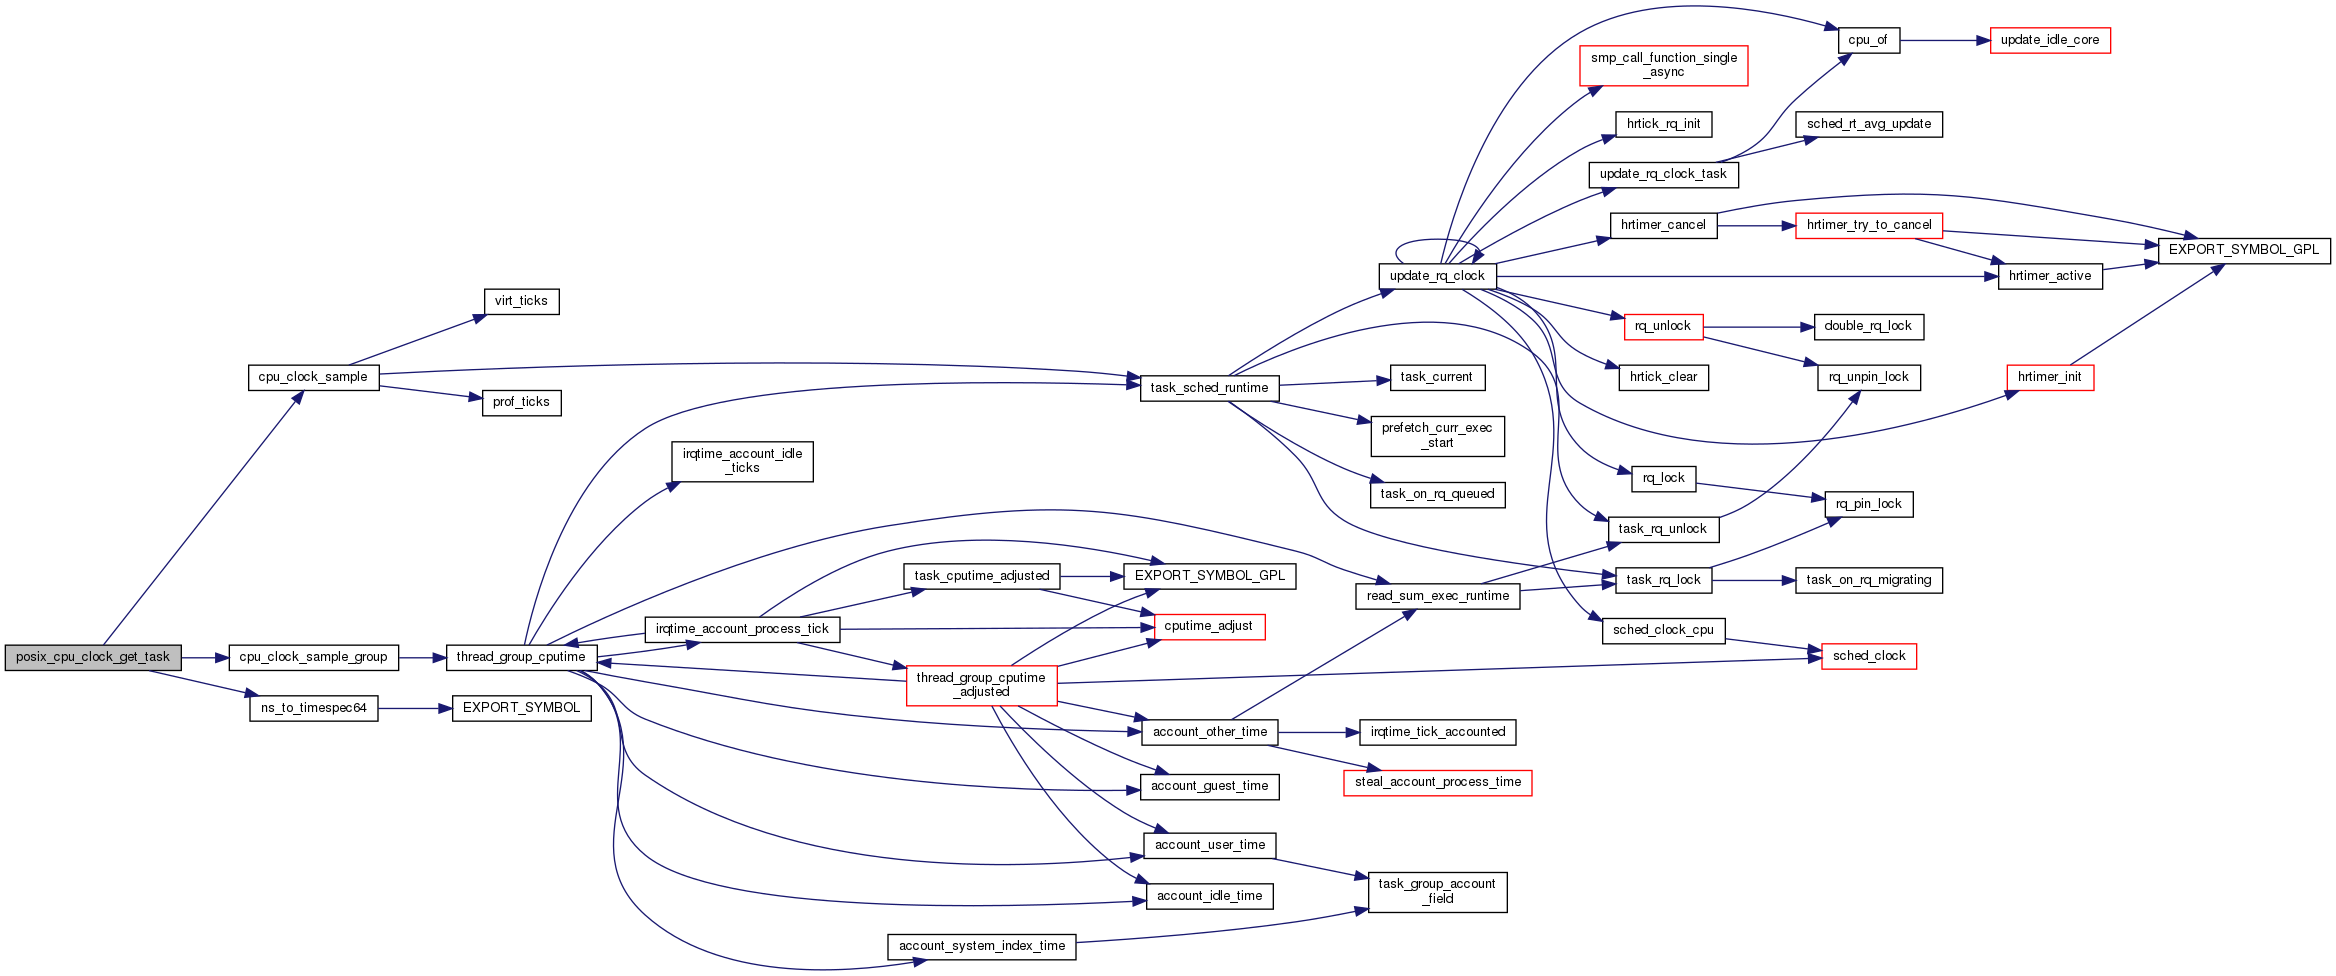 posix_cpu_clock_get_task
cpu_clock_sample
cpu_clock_sample_group
ns_to_timespec64
virt_ticks
prof_ticks
thread_group_cputime
EXPORT_SYMBOL
irqtime_account_idle
_ticks
irqtime_account_process_tick
task_cputime_adjusted
thread_group_cputime
_adjusted
account_system_index_time
task_sched_runtime
EXPORT_SYMBOL_GPL
cputime_adjust
account_other_time
account_guest_time
account_user_time
account_idle_time
update_rq_clock
task_current
prefetch_curr_exec
_start
task_on_rq_queued
read_sum_exec_runtime
irqtime_tick_accounted
steal_account_process_time
task_group_account
_field
smp_call_function_single
_async
hrtick_rq_init
update_rq_clock_task
hrtimer_cancel
rq_unlock
hrtick_clear
rq_lock
task_rq_unlock
task_rq_lock
sched_clock_cpu
cpu_of
sched_rt_avg_update
hrtimer_try_to_cancel
double_rq_lock
rq_unpin_lock
rq_pin_lock
task_on_rq_migrating
sched_clock
update_idle_core
hrtimer_active
hrtimer_init
EXPORT_SYMBOL_GPL